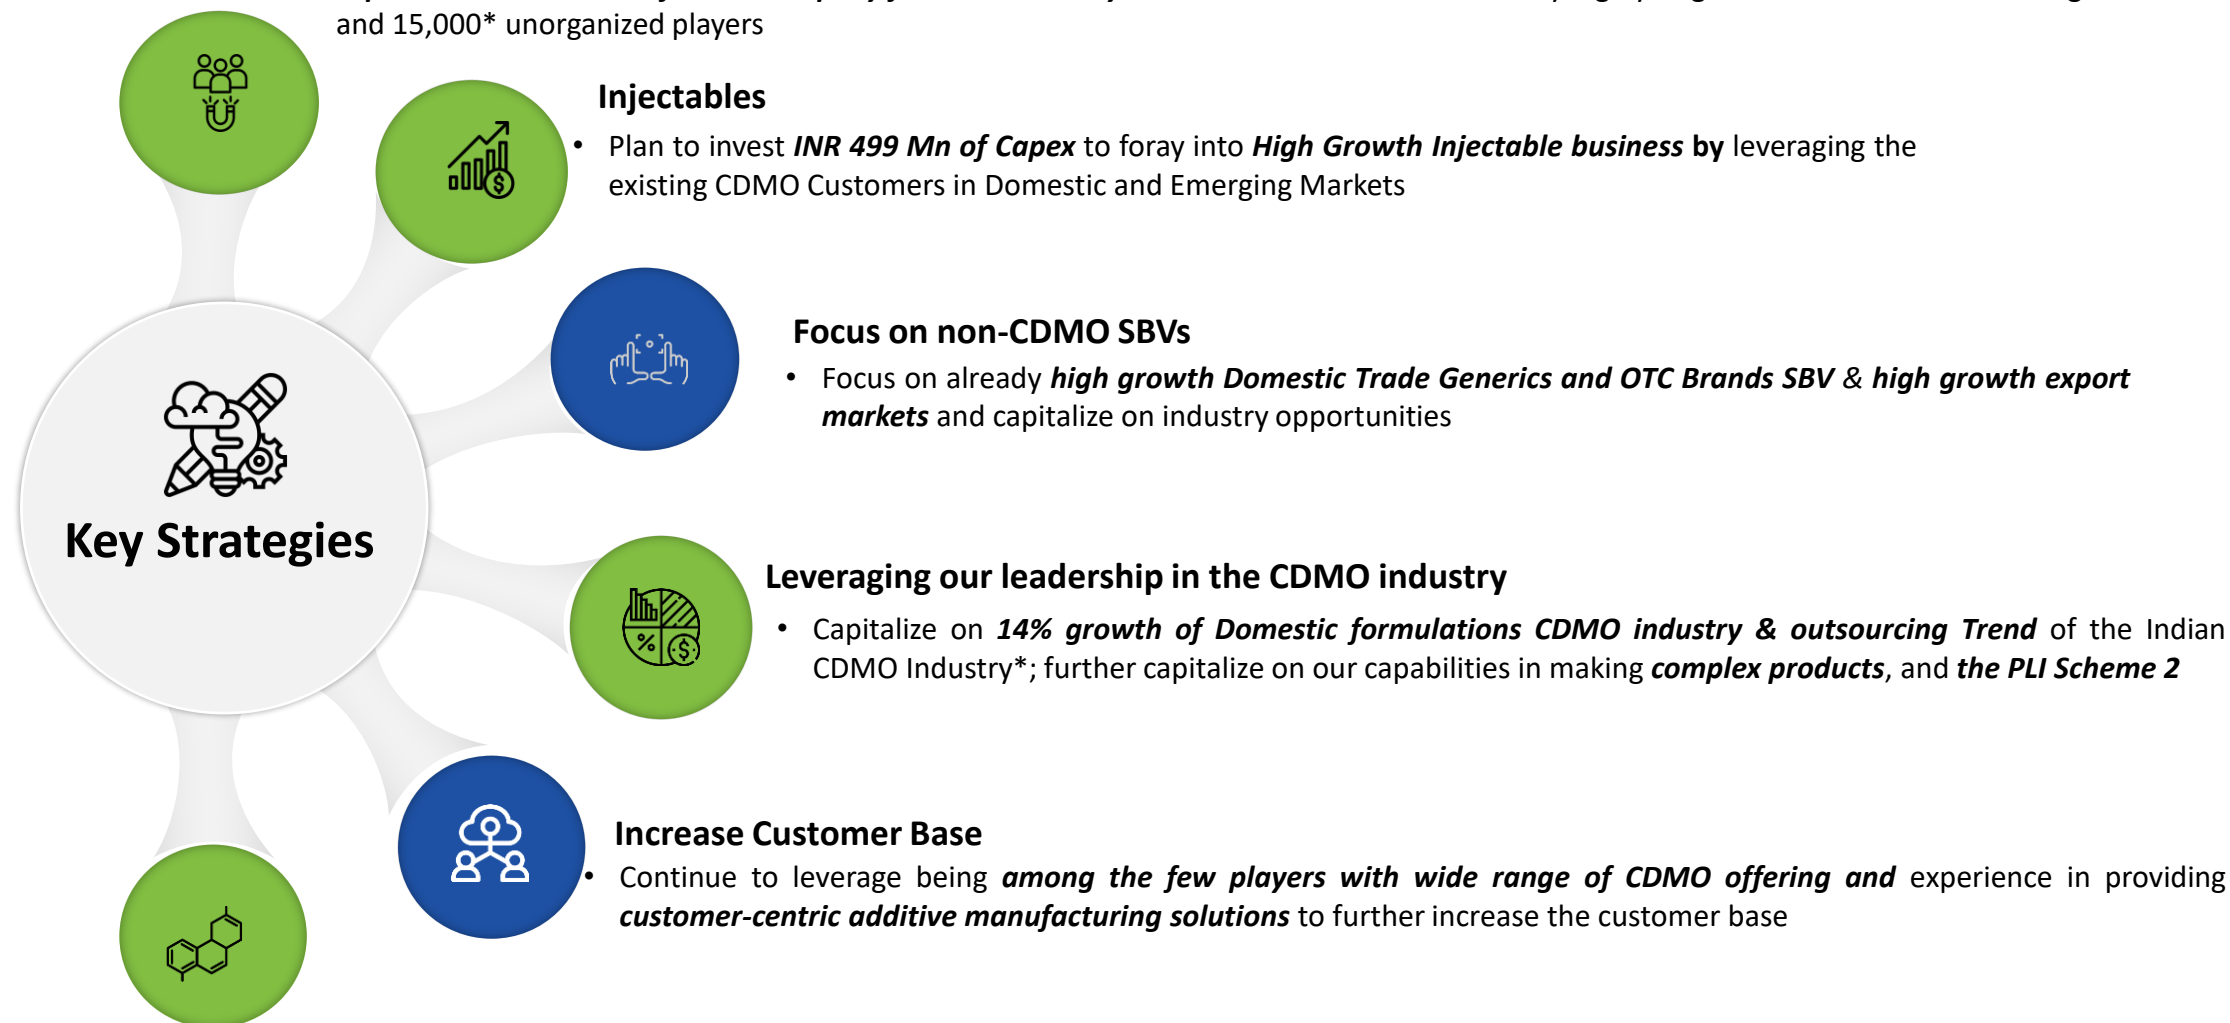 and 15,000* unorganized players
Injectables
• Plan to invest INR 499 Mn of Capex to foray into High Growth Injectable business by leveraging the
existing CDMO Customers in Domestic and Emerging Markets
Focus on non-CDMO SBVs
• Focus on already high growth Domestic Trade Generics and OTC Brands SBV & high growth export
markets and capitalize on industry opportunities
Key Strategies
Leveraging our leadership in the CDMO industry
• Capitalize on 14% growth of Domestic formulations CDMO industry & outsourcing Trend of the Indian
CDMO Industry*; further capitalize on our capabilities in making complex products, and the PLI Scheme 2
Increase Customer Base
• Continue to leverage being among the few players with wide range of CDMO offering and experience in providing
customer-centric additive manufacturing solutions to further increase the customer base